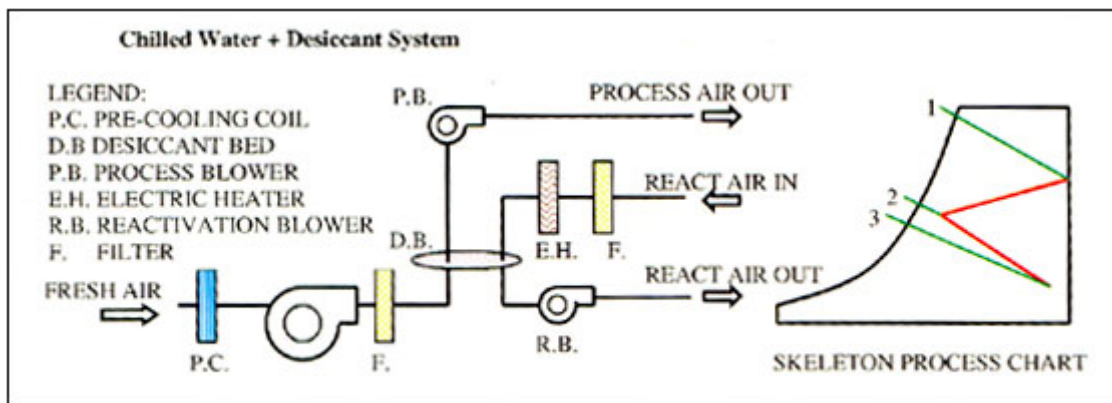 Chilled Water + Desiccant System
LEGEND:
P.C. PRE-COOLING COIL
D.B DESICCANT BED
P.B. PROCESS BLOWER
E.H. ELECTRIC HEATER
R.B. REACTIVATION BLOWER
F. FILTER
P.B.
PROCESS AIR OUT
REACT AIR IN
D.B.
E.H.
F.
FRESH AIR
REACT AIR OUT
P.C.
F.
R.B.
1
2
3
SKELETON PROCESS CHART